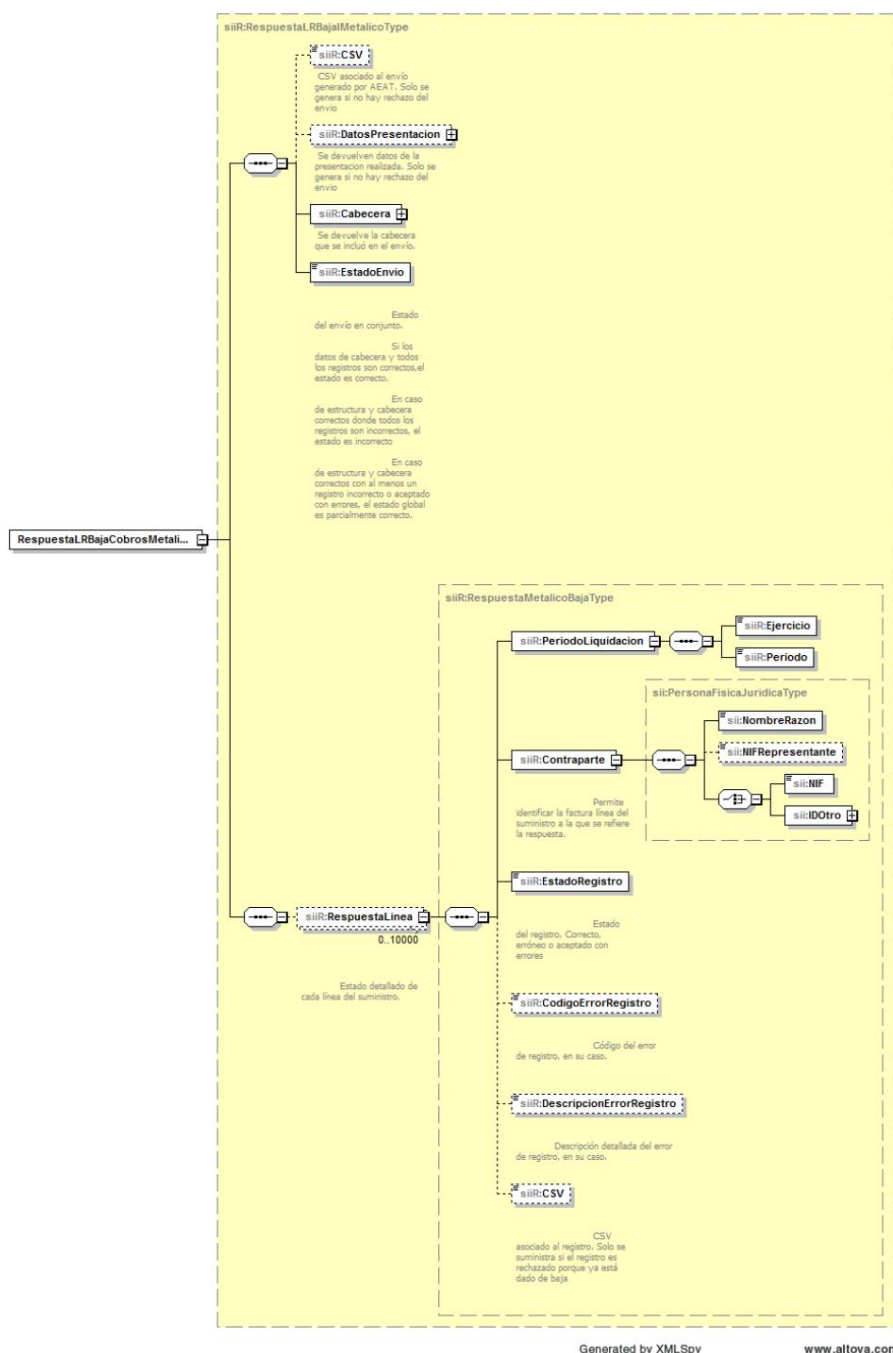 siiR:RespuestaLRBajaIMetalicoType
siiR:CSV
CSV asociado al envío
generado por AEAT. Solo se
genera si no hay rechazo del
envio
siiR:DatosPresentacion
Se devuelven datos de la
presentacion realizada. Solo se
genera si no hay rechazo del
envio
siiR:Cabecera
Se devuelve la cabecera
que se incluó en el envío.
siiR:EstadoEnvio
Estado
del envío en conjunto.
Si los
datos de cabecera y todos
los registros son correctos,el
estado es correcto.
En caso
de estructura y cabecera
correctos donde todos los
registros son incorrectos, el
estado es incorrecto
En caso
de estructura y cabecera
correctos con al menos un
registro incorrecto o aceptado
con errores, el estado global
es parcialmente correcto.
RespuestaLRBajaCobrosMetali...
siiR:RespuestaMetalicoBajaType
siiR:PeriodoLiquidacion
siiR:Ejercicio
siiR:Periodo
sii:PersonaFisicaJuridicaType
sii:NombreRazon
sii:NIFRepresentante
siiR:Contraparte
sii:NIF
sii:IDOtro
Permite
identificar la factura línea del
suministro a la que se refiere
la respuesta.
siiR:EstadoRegistro
Estado
del registro. Correcto,
erróneo o aceptado con
errores
siiR:RespuestaLinea
0..10000
Estado detallado de
cada línea del suministro.
siiR:CodigoErrorRegistro
Código del error
de registro, en su caso.
siiR:DescripcionErrorRegistro
Descripción detallada del error
de registro, en su caso.
siiR:CSV
CSV
asociado al registro. Solo se
suministra si el registro es
rechazado porque ya está
dado de baja
Generated by XMLSpy
www.altova.com